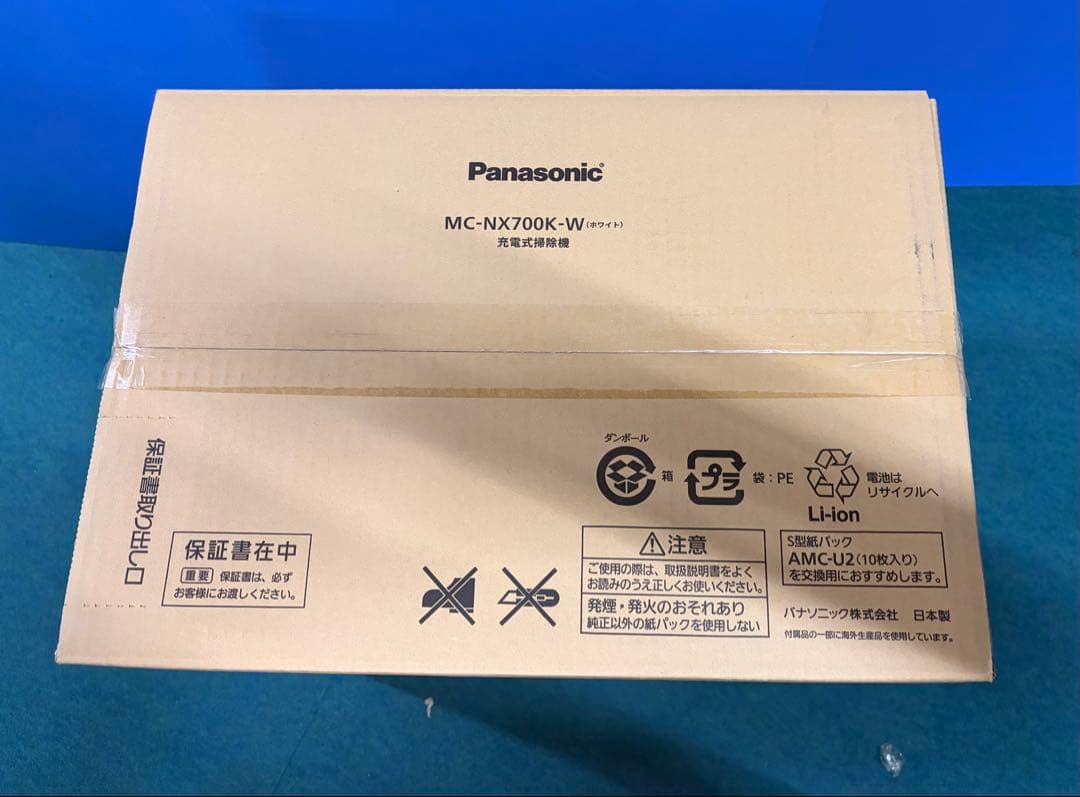 Panasonic
MC-NX700K-W(ホワイト)
充電式掃除機
保証書取り出し口
保証書在中
重要 保証書は、必ず
お客様にお渡しください。
ダンボール
箱
プラ
袋:PE
電池は
リサイクルへ
Li-ion
注意
ご使用の際は、取扱説明書をよく
お読みのうえ正しくお使いください。
発煙・発火のおそれあり
純正以外の紙パックを使用しない
S型紙パック
AMC-U2(10枚入り)
を交換用におすすめします。
パナソニック株式会社 日本製
付属品の一部に海外生産品を使用しています。